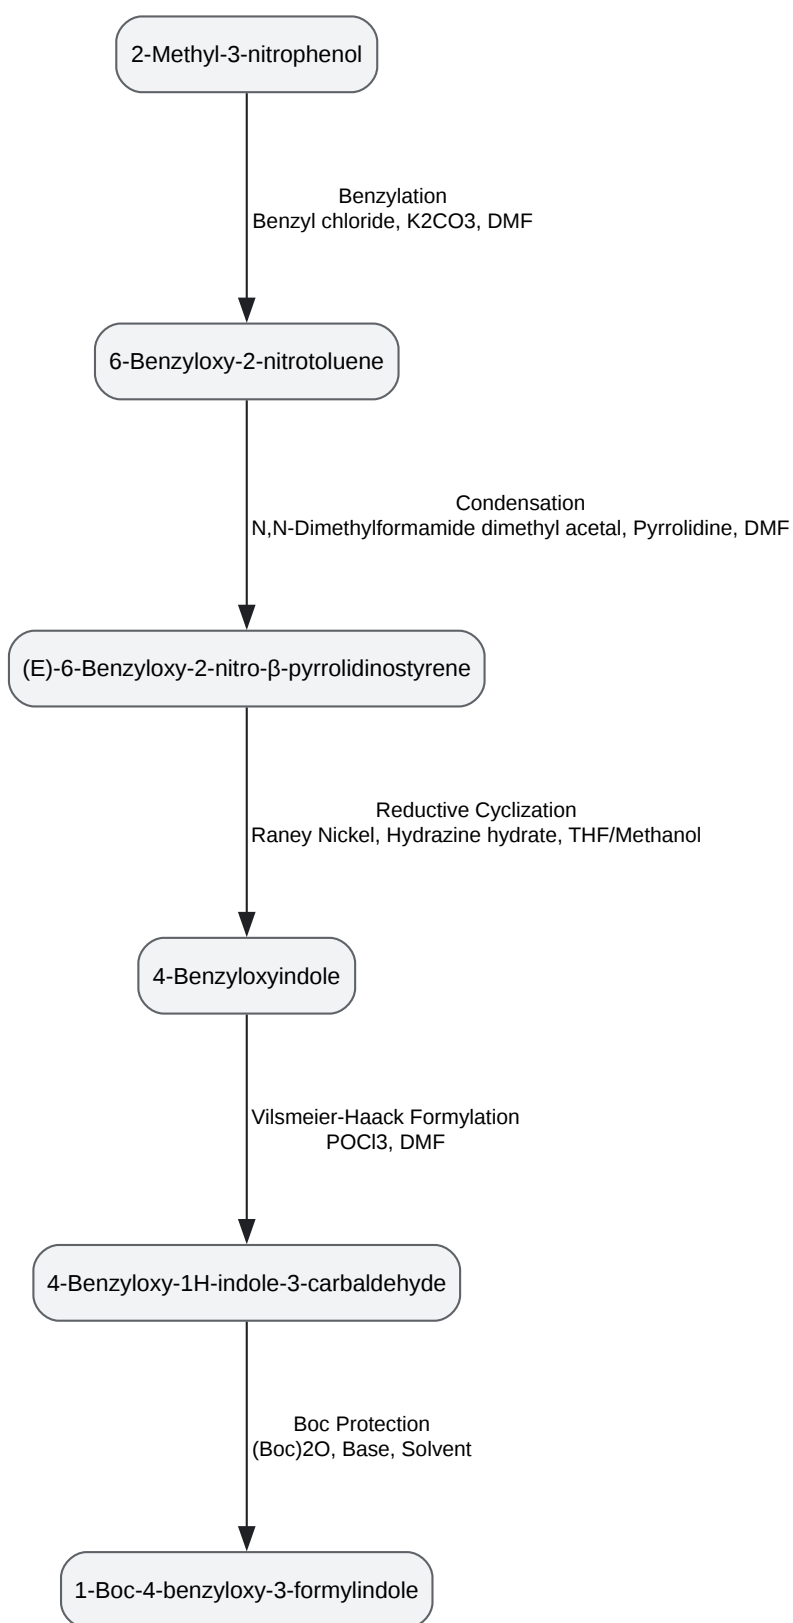 2-Methyl-3-nitrophenol
Benzylation
Benzyl chloride, K2CO3, DMF
6-Benzyloxy-2-nitrotoluene
Condensation
N,N-Dimethylformamide dimethyl acetal, Pyrrolidine, DMF
(E)-6-Benzyloxy-2-nitro-β-pyrrolidinostyrene
Reductive Cyclization
Raney Nickel, Hydrazine hydrate, THF/Methanol
4-Benzyloxyindole
Vilsmeier-Haack Formylation
POCl3, DMF
4-Benzyloxy-1H-indole-3-carbaldehyde
Boc Protection
(Boc)2O, Base, Solvent
1-Boc-4-benzyloxy-3-formylindole